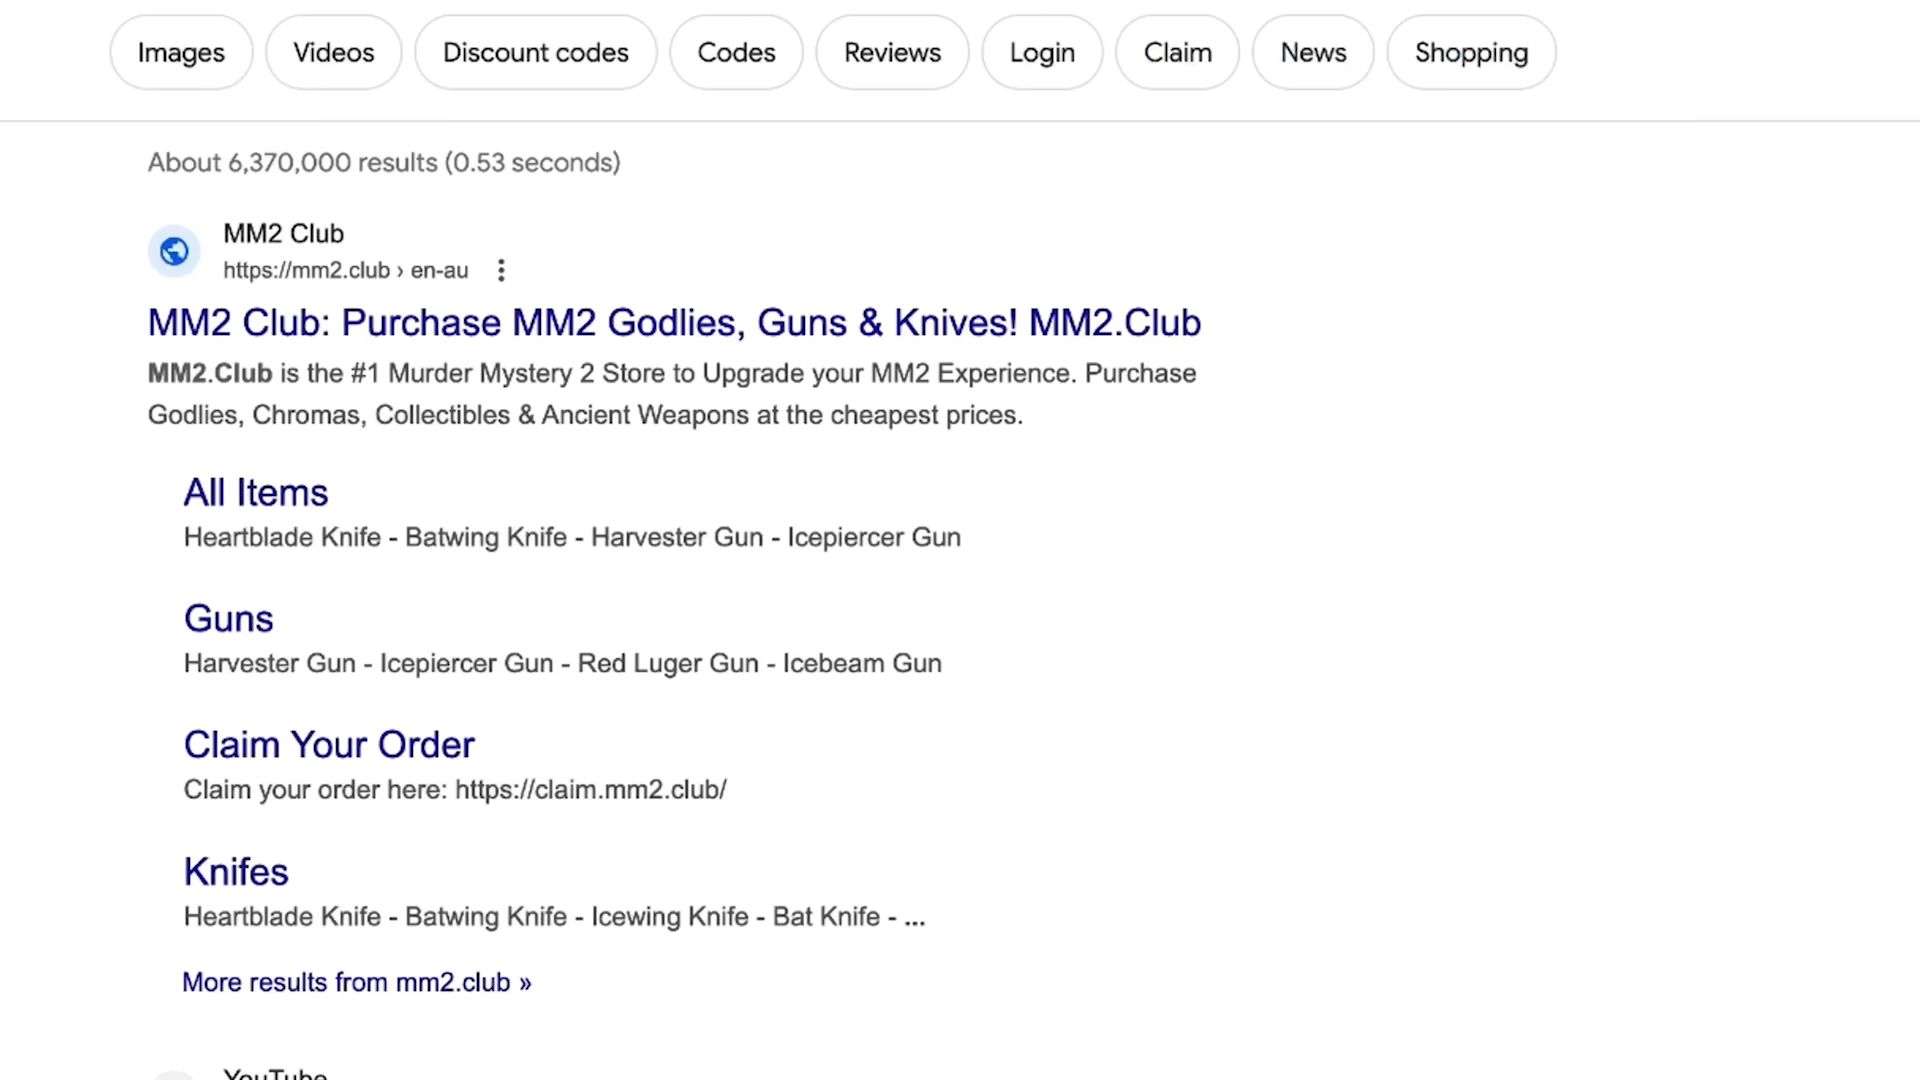 Images Videos Discount codes Codes Reviews Login Claim News Shopping
About 6,370,000 results (0.53 seconds)
MM2 Club
https://mm2.club › en-au
MM2 Club: Purchase MM2 Godlies, Guns & Knives! MM2.Club
MM2.Club is the #1 Murder Mystery 2 Store to Upgrade your MM2 Experience. Purchase
Godlies, Chromas, Collectibles & Ancient Weapons at the cheapest prices.
All Items
Heartblade Knife - Batwing Knife - Harvester Gun - Icepiercer Gun
Guns
Harvester Gun - Icepiercer Gun - Red Luger Gun - Icebeam Gun
Claim Your Order
Claim your order here: https://claim.mm2.club/
Knifes
Heartblade Knife - Batwing Knife - Icewing Knife - Bat Knife - ...
More results from mm2.club »
YouTube